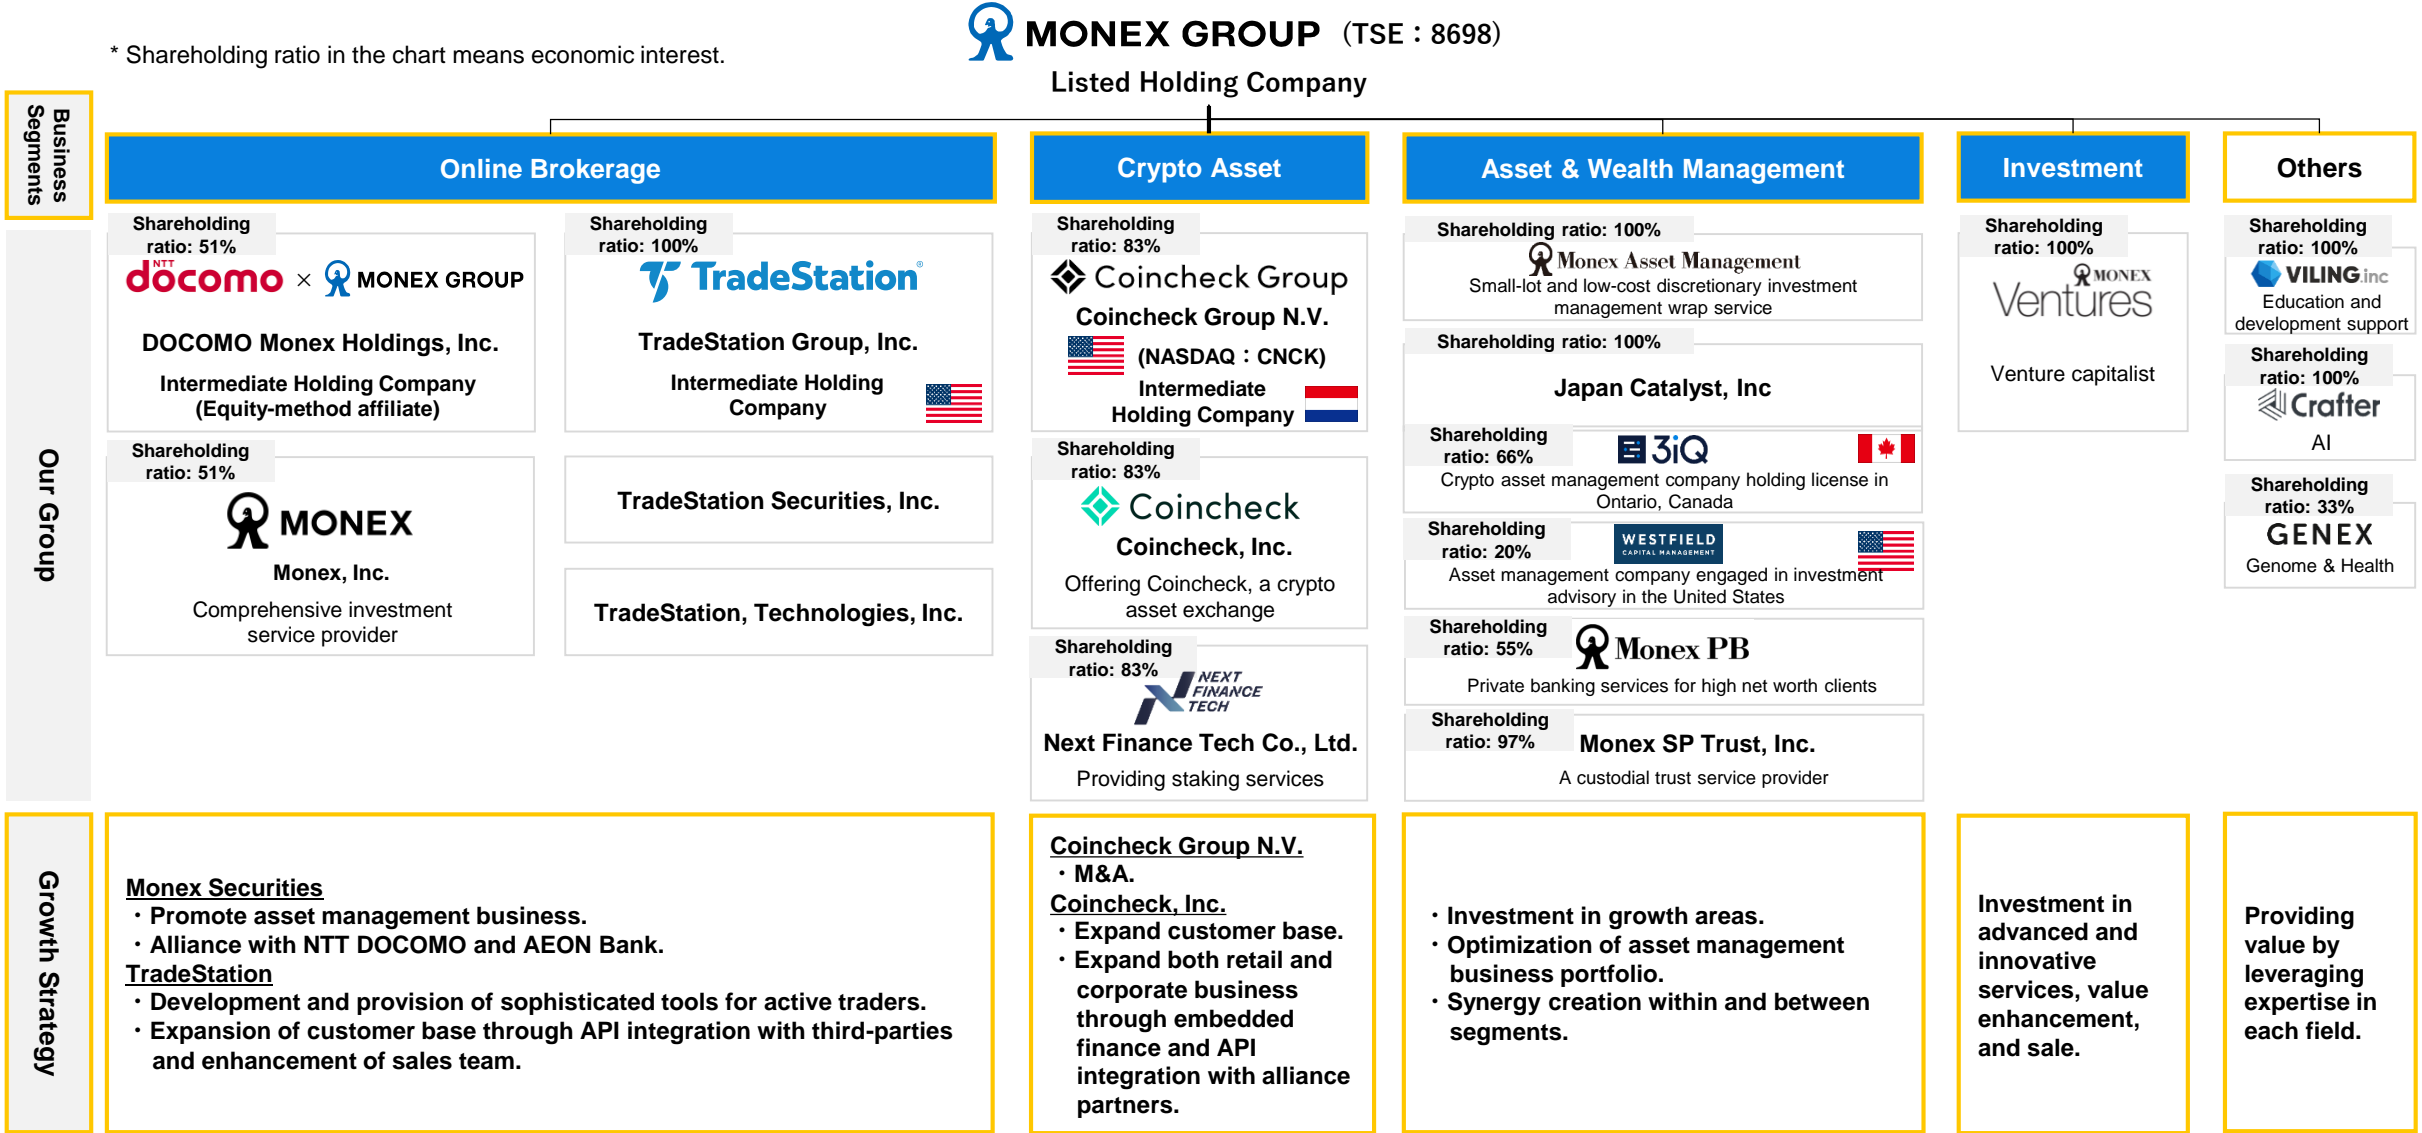 MONEX GROUP (TSE：8698)
* Shareholding ratio in the chart means economic interest.
Listed Holding Company
Business
Segments
Online Brokerage
Crypto Asset
Asset & Wealth Management
Investment
Others
Our Group
Shareholding
ratio: 51%
NTT
döcomo × MONEX GROUP
DOCOMO Monex Holdings, Inc.
Intermediate Holding Company
(Equity-method affiliate)
Shareholding
ratio: 51%
MONEX
Monex, Inc.
Comprehensive investment
service provider
Shareholding
ratio: 100%
TradeStation®
TradeStation Group, Inc.
Intermediate Holding
Company
TradeStation Securities, Inc.
TradeStation, Technologies, Inc.
Shareholding
ratio: 83%
Coincheck Group
Coincheck Group N.V.
(NASDAQ：CNCK)
Intermediate
Holding Company
Shareholding
ratio: 83%
Coincheck
Coincheck, Inc.
Offering Coincheck, a crypto
asset exchange
Shareholding
ratio: 83%
NEXT
FINANCE
TECH
Next Finance Tech Co., Ltd.
Providing staking services
Shareholding ratio: 100%
Monex Asset Management
Small-lot and low-cost discretionary investment
management wrap service
Shareholding ratio: 100%
Japan Catalyst, Inc
Shareholding
ratio: 66%
3iQ
Crypto asset management company holding license in
Ontario, Canada
Shareholding
ratio: 20%
WESTFIELD
CAPITAL MANAGEMENT
Asset management company engaged in investment
advisory in the United States
Shareholding
ratio: 55%
Monex PB
Private banking services for high net worth clients
Shareholding
ratio: 97%
Monex SP Trust, Inc.
A custodial trust service provider
Shareholding
ratio: 100%
MONEX
Ventures
Venture capitalist
Shareholding
ratio: 100%
VILING inc
Education and
development support
Shareholding
ratio: 100%
Crafter
AI
Shareholding
ratio: 33%
GENEX
Genome & Health
Growth Strategy
Monex Securities
・Promote asset management business.
・Alliance with NTT DOCOMO and AEON Bank.
TradeStation
・Development and provision of sophisticated tools for active traders.
・Expansion of customer base through API integration with third-parties
and enhancement of sales team.
Coincheck Group N.V.
・M&A.
Coincheck, Inc.
・Expand customer base.
・Expand both retail and
corporate business
through embedded
finance and API
integration with alliance
partners.
・Investment in growth areas.
・Optimization of asset management
business portfolio.
・Synergy creation within and between
segments.
Investment in
advanced and
innovative
services, value
enhancement,
and sale.
Providing
value by
leveraging
expertise in
each field.